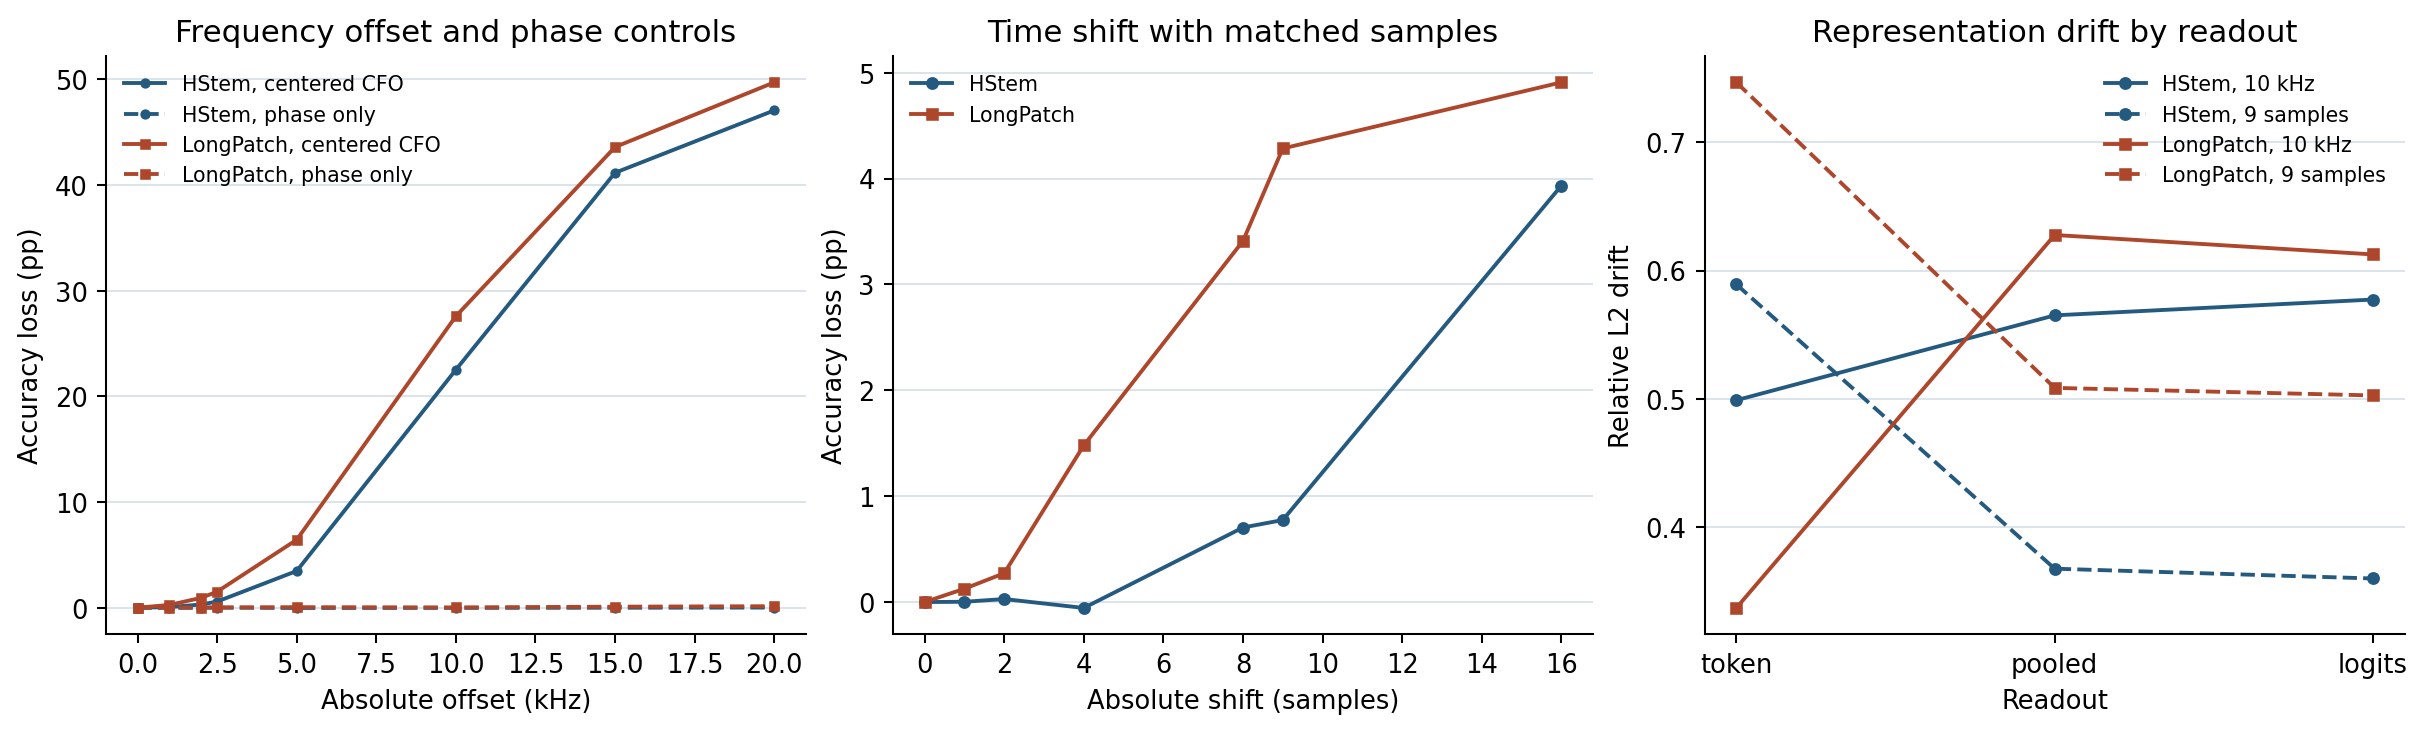 Frequency offset and phase controls
HStem, centered CFO
HStem, phase only
LongPatch, centered CFO
LongPatch, phase only
Accuracy loss (pp)
50
40
30
20
10
0
0.0 2.5 5.0 7.5 10.0 12.5 15.0 17.5 20.0
Absolute offset (kHz)
Time shift with matched samples
HStem
LongPatch
Accuracy loss (pp)
5
4
3
2
1
0
0 2 4 6 8 10 12 14 16
Absolute shift (samples)
Representation drift by readout
HStem, 10 kHz
HStem, 9 samples
LongPatch, 10 kHz
LongPatch, 9 samples
Relative L2 drift
0.7
0.6
0.5
0.4
token pooled logits
Readout